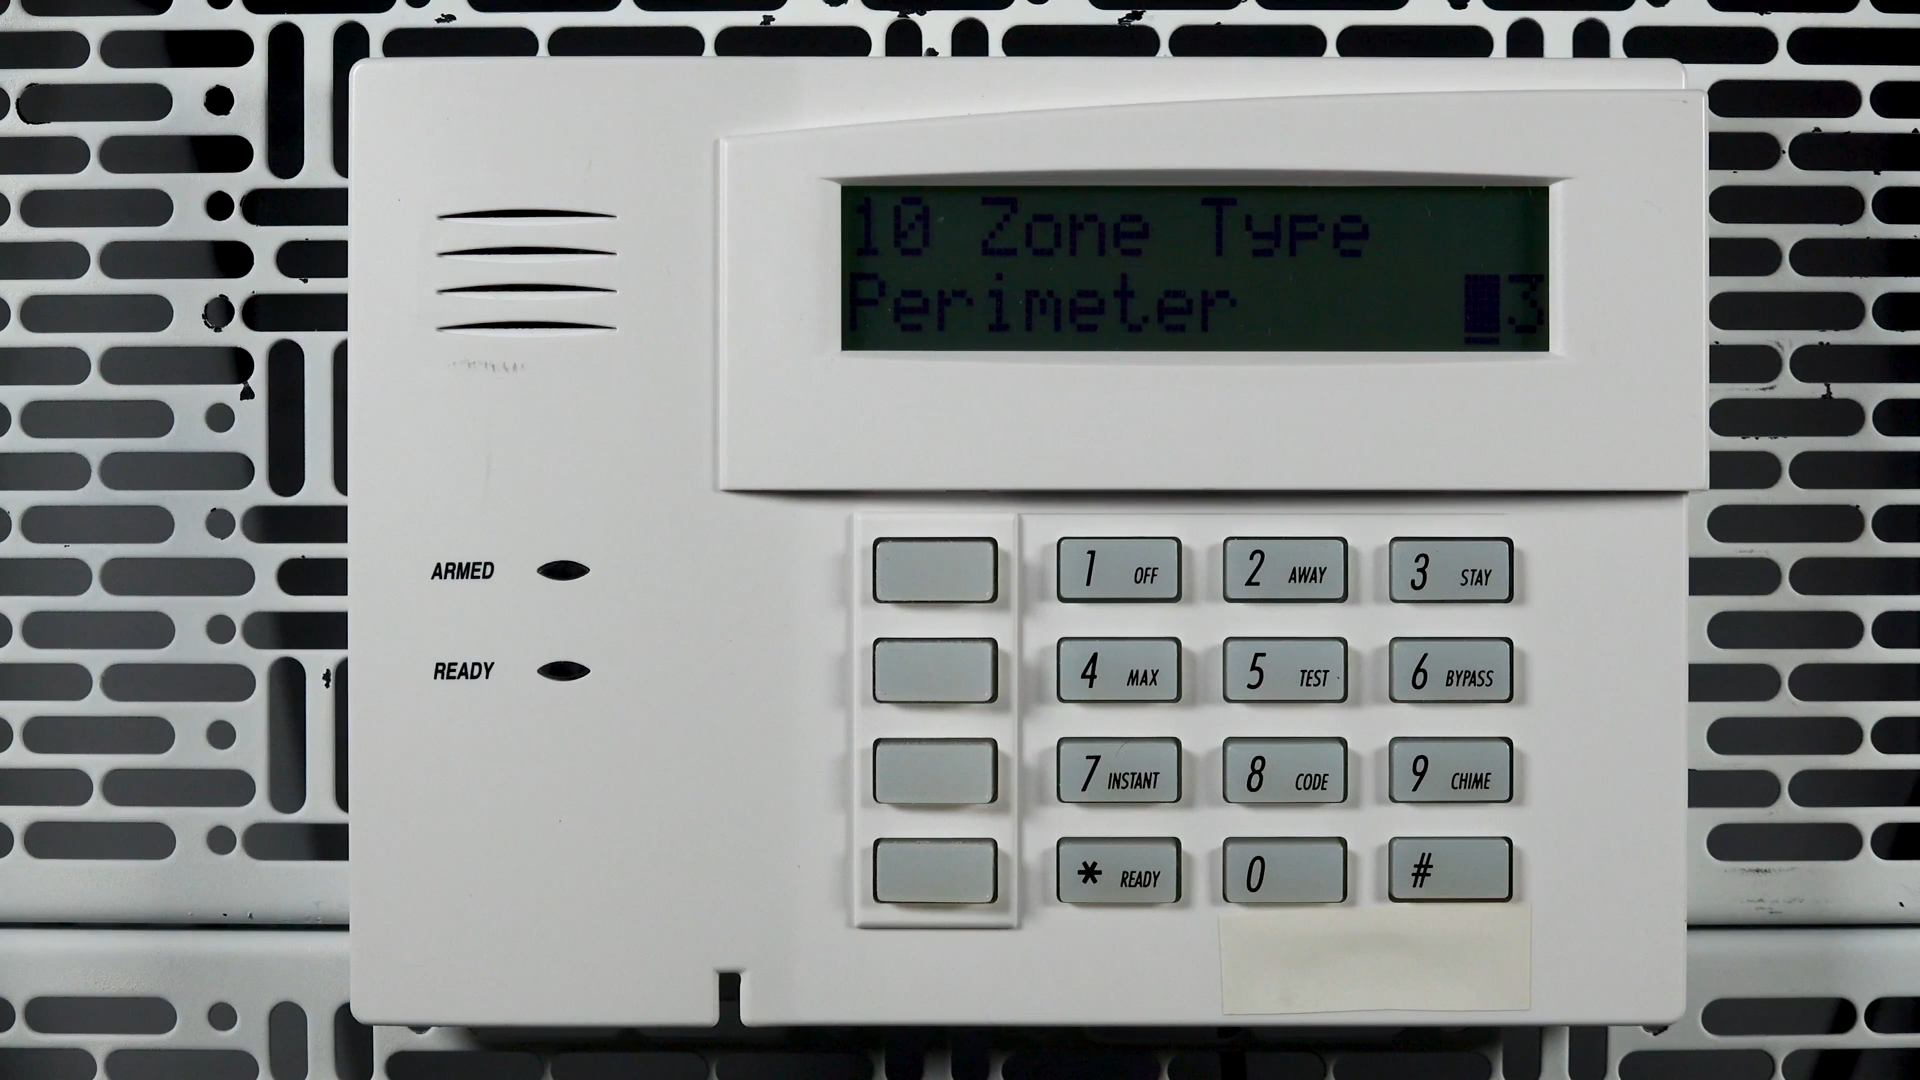 10 Zone Type
Perimeter 3
ARMED
READY
1 OFF
2 AWAY
3 STAY
4 MAX
5 TEST
6 BYPASS
7 INSTANT
8 CODE
9 CHIME
* READY
0
#